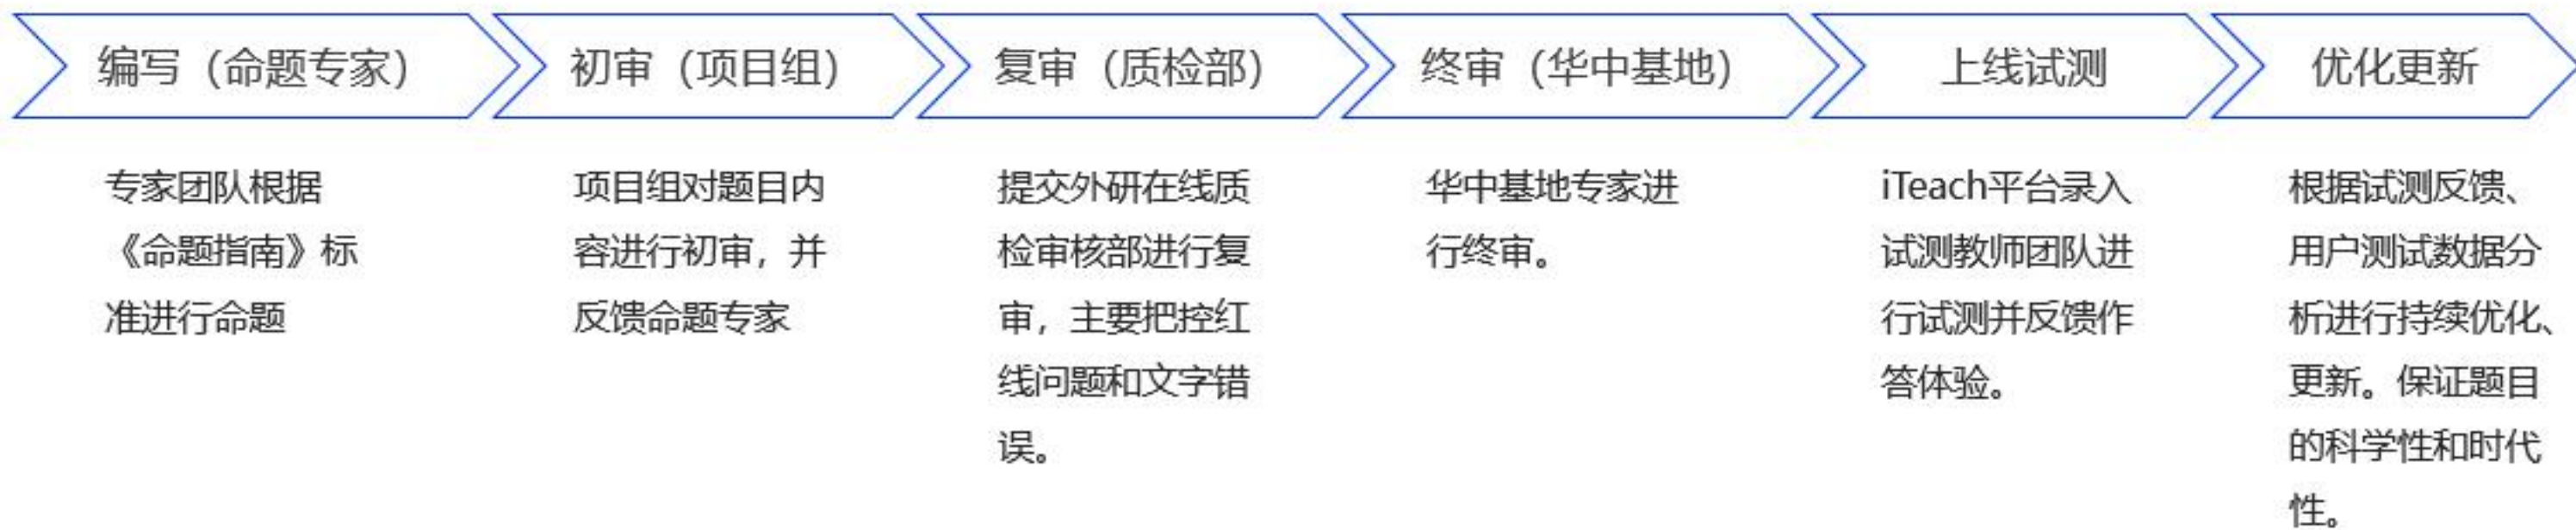 编写（命题专家）
初审（项目组）
复审（质检部）
终审（华中基地）
上线试测
优化更新
专家团队根据
《命题指南》标
准进行命题
项目组对题目内
容进行初审，并
反馈命题专家
提交外研在线质
检审核部进行复
审，主要把控红
线问题和文字错
误。
华中基地专家进
行终审。
iTeach平台录入
试测教师团队进
行试测并反馈作
答体验。
根据试测反馈、
用户测试数据分
析进行持续优化、
更新。保证题目
的科学性和时代
性。